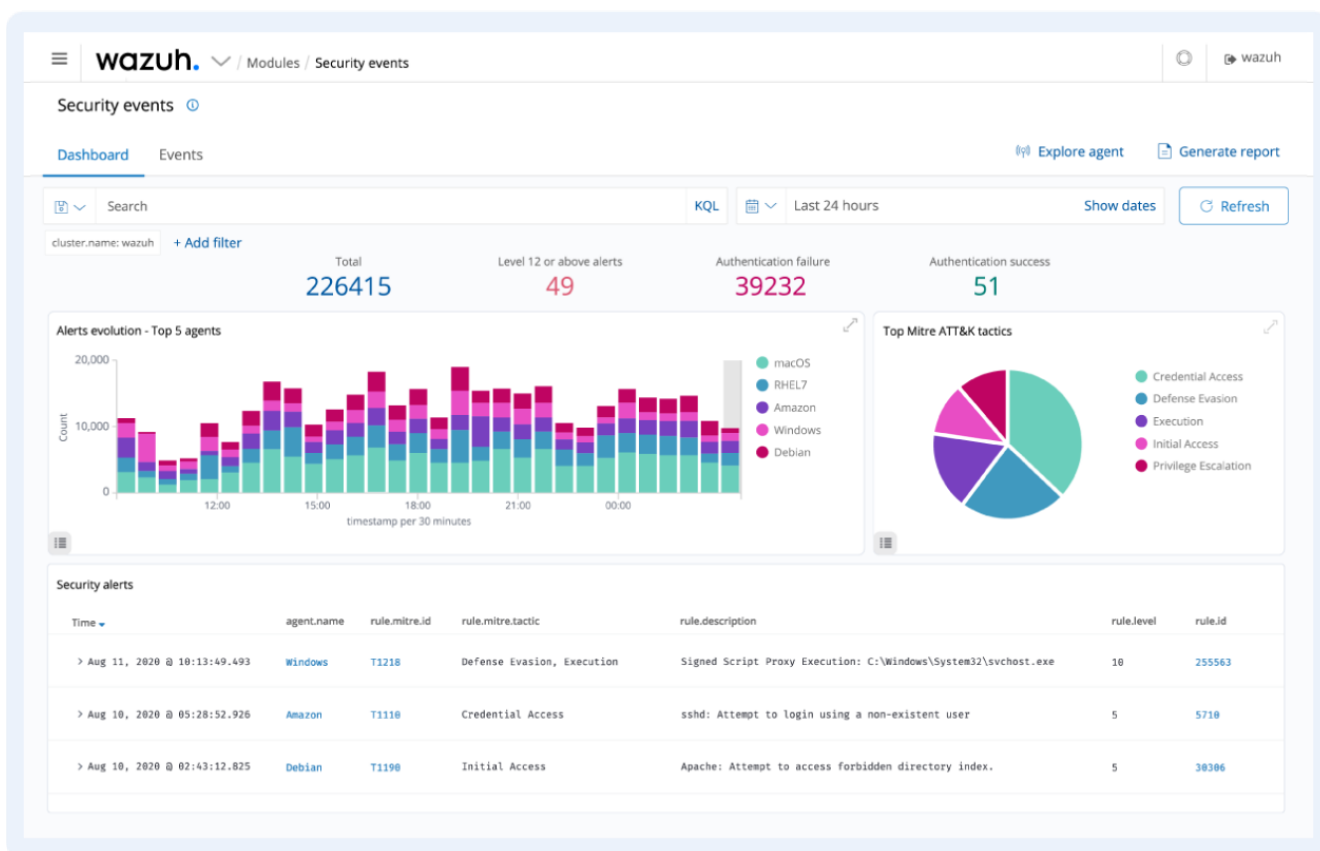 wazuh. / Modules / Security events wazuh
Security events
Dashboard Events Explore agent Generate report
Search KQL Last 24 hours Show dates Refresh
cluster.name: wazuh + Add filter
Total Level 12 or above alerts Authentication failure Authentication success
226415 49 39232 51
Alerts evolution - Top 5 agents
20,000
10,000
0
Count
12:00 15:00 18:00 21:00 00:00
timestamp per 30 minutes
macOS
RHEL7
Amazon
Windows
Debian
Top Mitre ATT&K tactics
Credential Access
Defense Evasion
Execution
Initial Access
Privilege Escalation
Security alerts
Time agent.name rule.mitre.id rule.mitre.tactic rule.description rule.level rule.id
> Aug 11, 2020 @ 10:13:49.493 Windows T1218 Defense Evasion, Execution Signed Script Proxy Execution: C:\Windows\System32\svchost.exe 10 255563
> Aug 10, 2020 @ 05:28:52.926 Amazon T1110 Credential Access sshd: Attempt to login using a non-existent user 5 5710
> Aug 10, 2020 @ 02:43:12.825 Debian T1190 Initial Access Apache: Attempt to access forbidden directory index. 5 30306